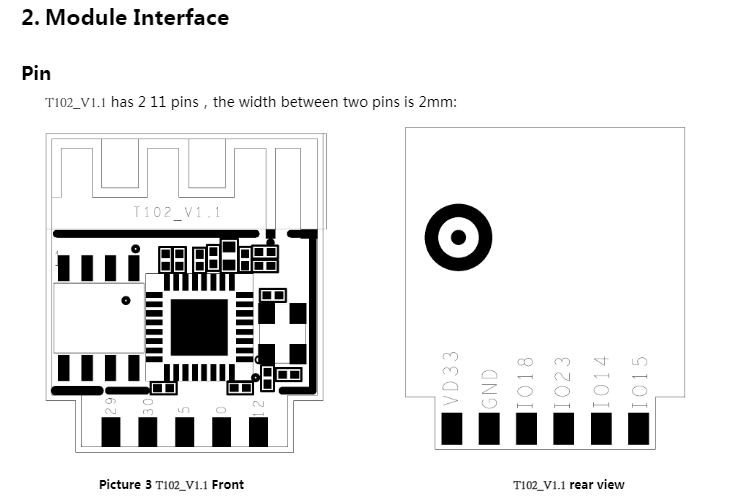 2. Module Interface
Pin
T102_V1.1 has 2 11 pins , the width between two pins is 2mm:
T102_V1.1
1
29
30
5
0
12
VD33
GND
IO18
IO23
IO14
IO15
Picture 3 T102_V1.1 Front
T102_V1.1 rear view